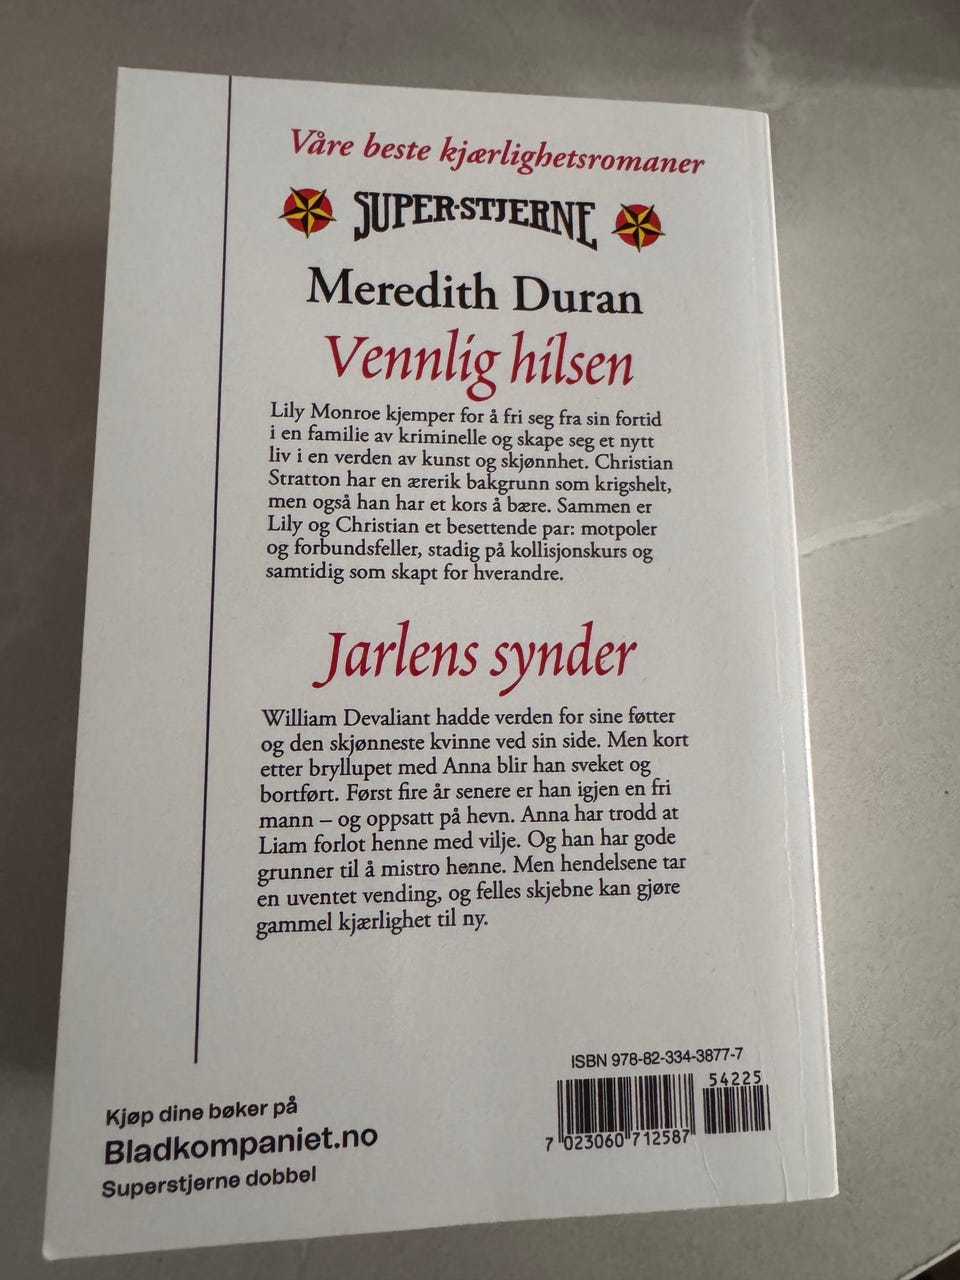 Våre beste kjærlighetsromaner
SUPER-STJERNE
Meredith Duran
Vennlig hilsen
Lily Monroe kjemper for å fri seg fra sin fortid
i en familie av kriminelle og skape seg et nytt
liv i en verden av kunst og skjønnhet. Christian
Stratton har en ærerik bakgrunn som krigshelt,
men også han har et kors å bære. Sammen er
Lily og Christian et besettende par: motpoler
og forbundsfeller, stadig på kollisjonskurs og
samtidig som skapt for hverandre.
Jarlens synder
William Devaliant hadde verden for sine føtter
og den skjønneste kvinne ved sin side. Men kort
etter bryllupet med Anna blir han sveket og
bortført. Først fire år senere er han igjen en fri
mann – og oppsatt på hevn. Anna har trodd at
Liam forlot henne med vilje. Og han har gode
grunner til å mistro henne. Men hendelsene tar
en uventet vending, og felles skjebne kan gjøre
gammel kjærlighet til ny.
ISBN 978-82-334-3877-7
54225
7 023060 712587
Kjøp dine bøker på
Bladkompaniet.no
Superstjerne dobbel